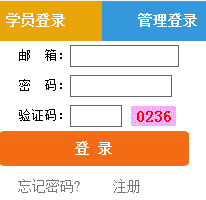 学员登录 管理登录
邮 箱:
密 码:
验证码: 0236
登 录
忘记密码? 注册